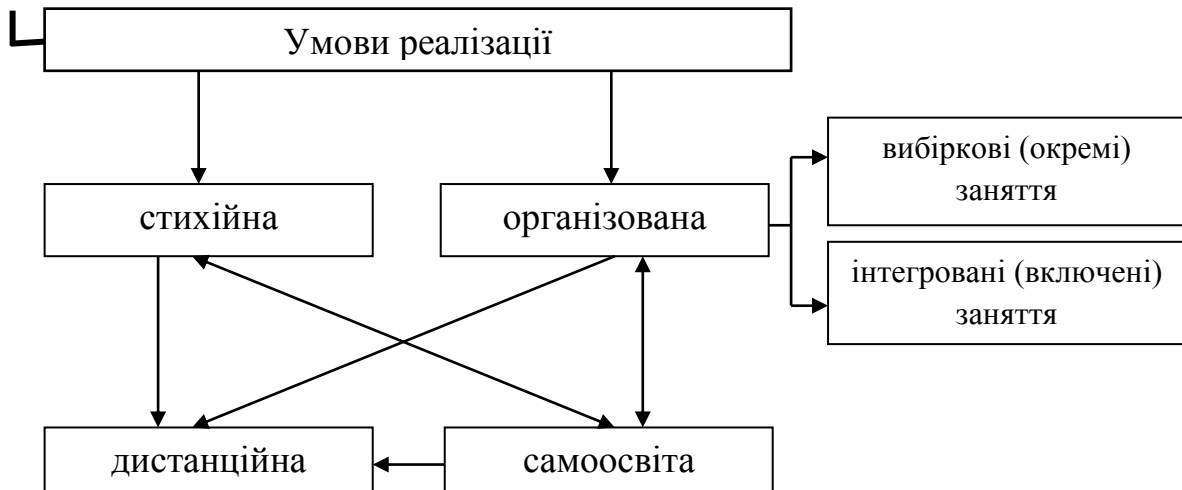 Умови реалізації
вибіркові (окремі)
заняття
стихійна
організована
інтегровані (включені)
заняття
дистанційна
самоосвіта